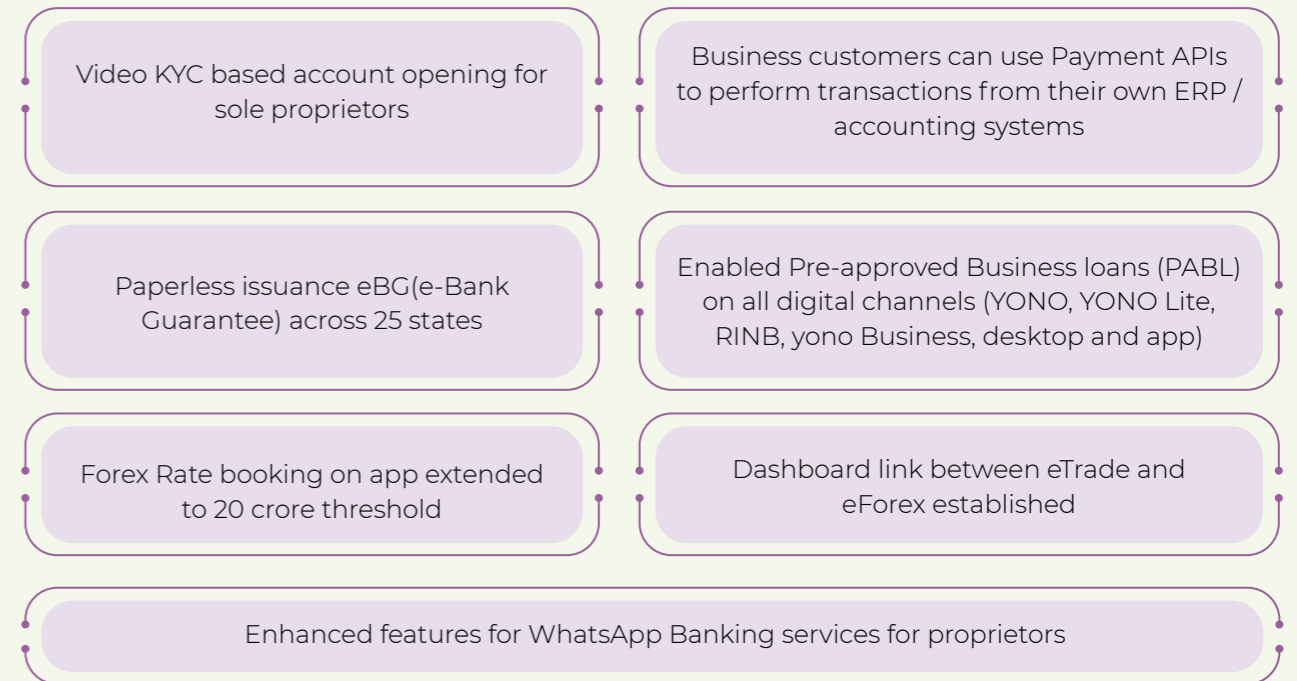 Video KYC based account opening for
sole proprietors
Business customers can use Payment APIs
to perform transactions from their own ERP /
accounting systems
Paperless issuance eBG(e-Bank
Guarantee) across 25 states
Enabled Pre-approved Business loans (PABL)
on all digital channels (YONO, YONO Lite,
RINB, yono Business, desktop and app)
Forex Rate booking on app extended
to 20 crore threshold
Dashboard link between eTrade and
eForex established
Enhanced features for WhatsApp Banking services for proprietors